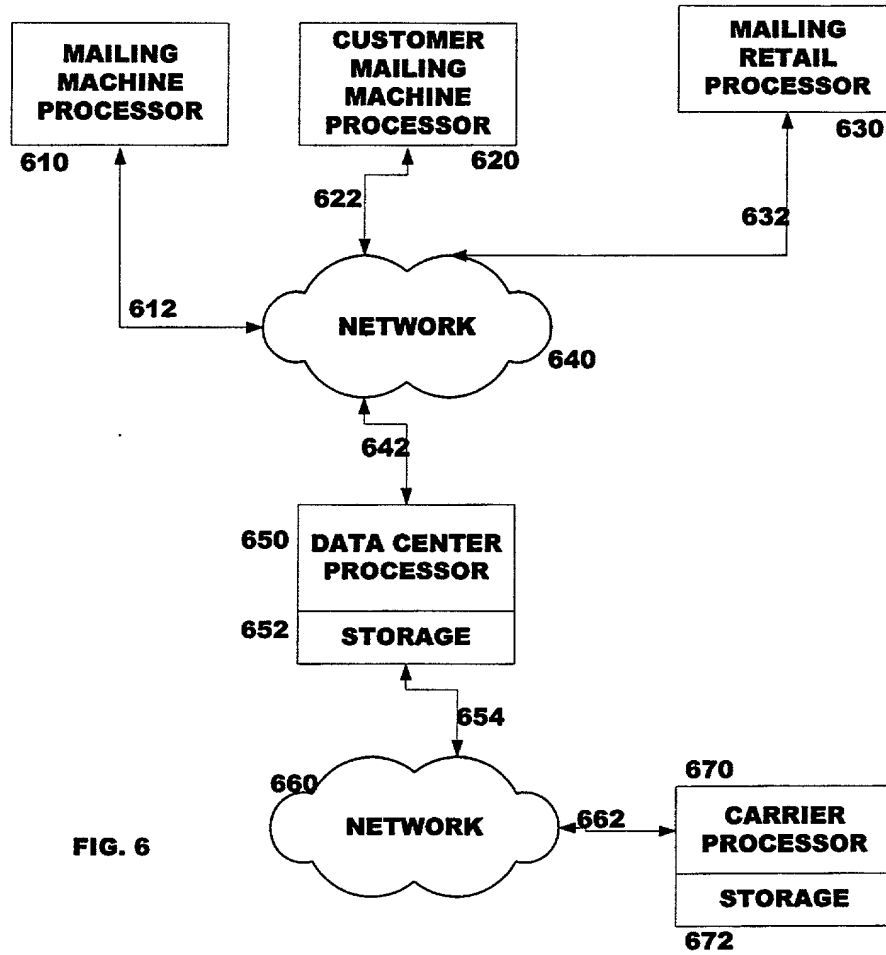 MAILING
MACHINE
PROCESSOR
610
CUSTOMER
MAILING
MACHINE
PROCESSOR
620
MAILING
RETAIL
PROCESSOR
630
622
632
612
NETWORK
640
642
650
DATA CENTER
PROCESSOR
652
STORAGE
654
660
NETWORK
662
670
CARRIER
PROCESSOR
STORAGE
672
FIG. 6